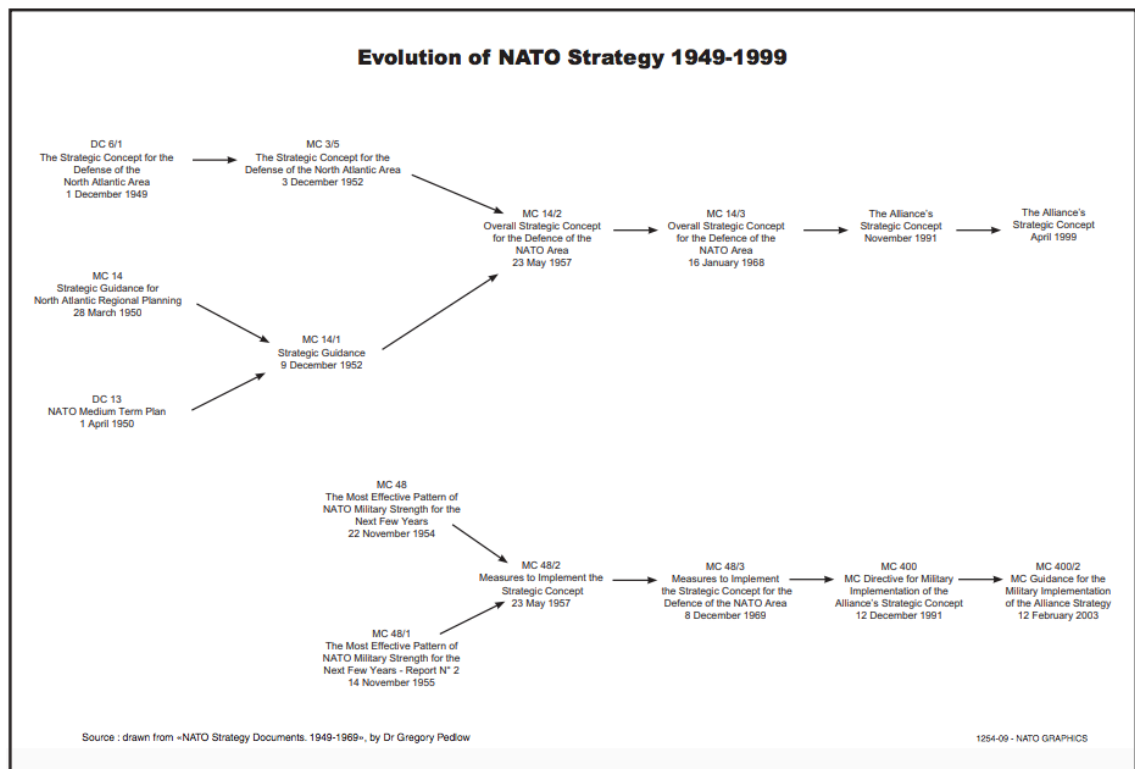 Evolution of NATO Strategy 1949-1999
DC 6/1
The Strategic Concept for the
Defense of the
North Atlantic Area
1 December 1949
MC 3/5
The Strategic Concept for the
Defense of the North Atlantic Area
3 December 1952
MC 14/2
Overall Strategic Concept
for the Defence of the
NATO Area
23 May 1957
MC 14/3
Overall Strategic Concept
for the Defence of the
NATO Area
16 January 1968
The Alliance's
Strategic Concept
November 1991
The Alliance's
Strategic Concept
April 1999
MC 14
Strategic Guidance for
North Atlantic Regional Planning
28 March 1950
MC 14/1
Strategic Guidance
9 December 1952
DC 13
NATO Medium Term Plan
1 April 1950
MC 48
The Most Effective Pattern of
NATO Military Strength for the
Next Few Years
22 November 1954
MC 48/2
Measures to Implement the
Strategic Concept
23 May 1957
MC 48/3
Measures to Implement
the Strategic Concept for the
Defence of the NATO Area
8 December 1969
MC 400
MC Directive for Military
Implementation of the
Alliance's Strategic Concept
12 December 1991
MC 400/2
MC Guidance for the
Military Implementation
of the Alliance Strategy
12 February 2003
MC 48/1
The Most Effective Pattern of
NATO Military Strength for the
Next Few Years - Report N° 2
14 November 1955
Source : drawn from «NATO Strategy Documents. 1949-1969», by Dr Gregory Pedlow
1254-09 - NATO GRAPHICS